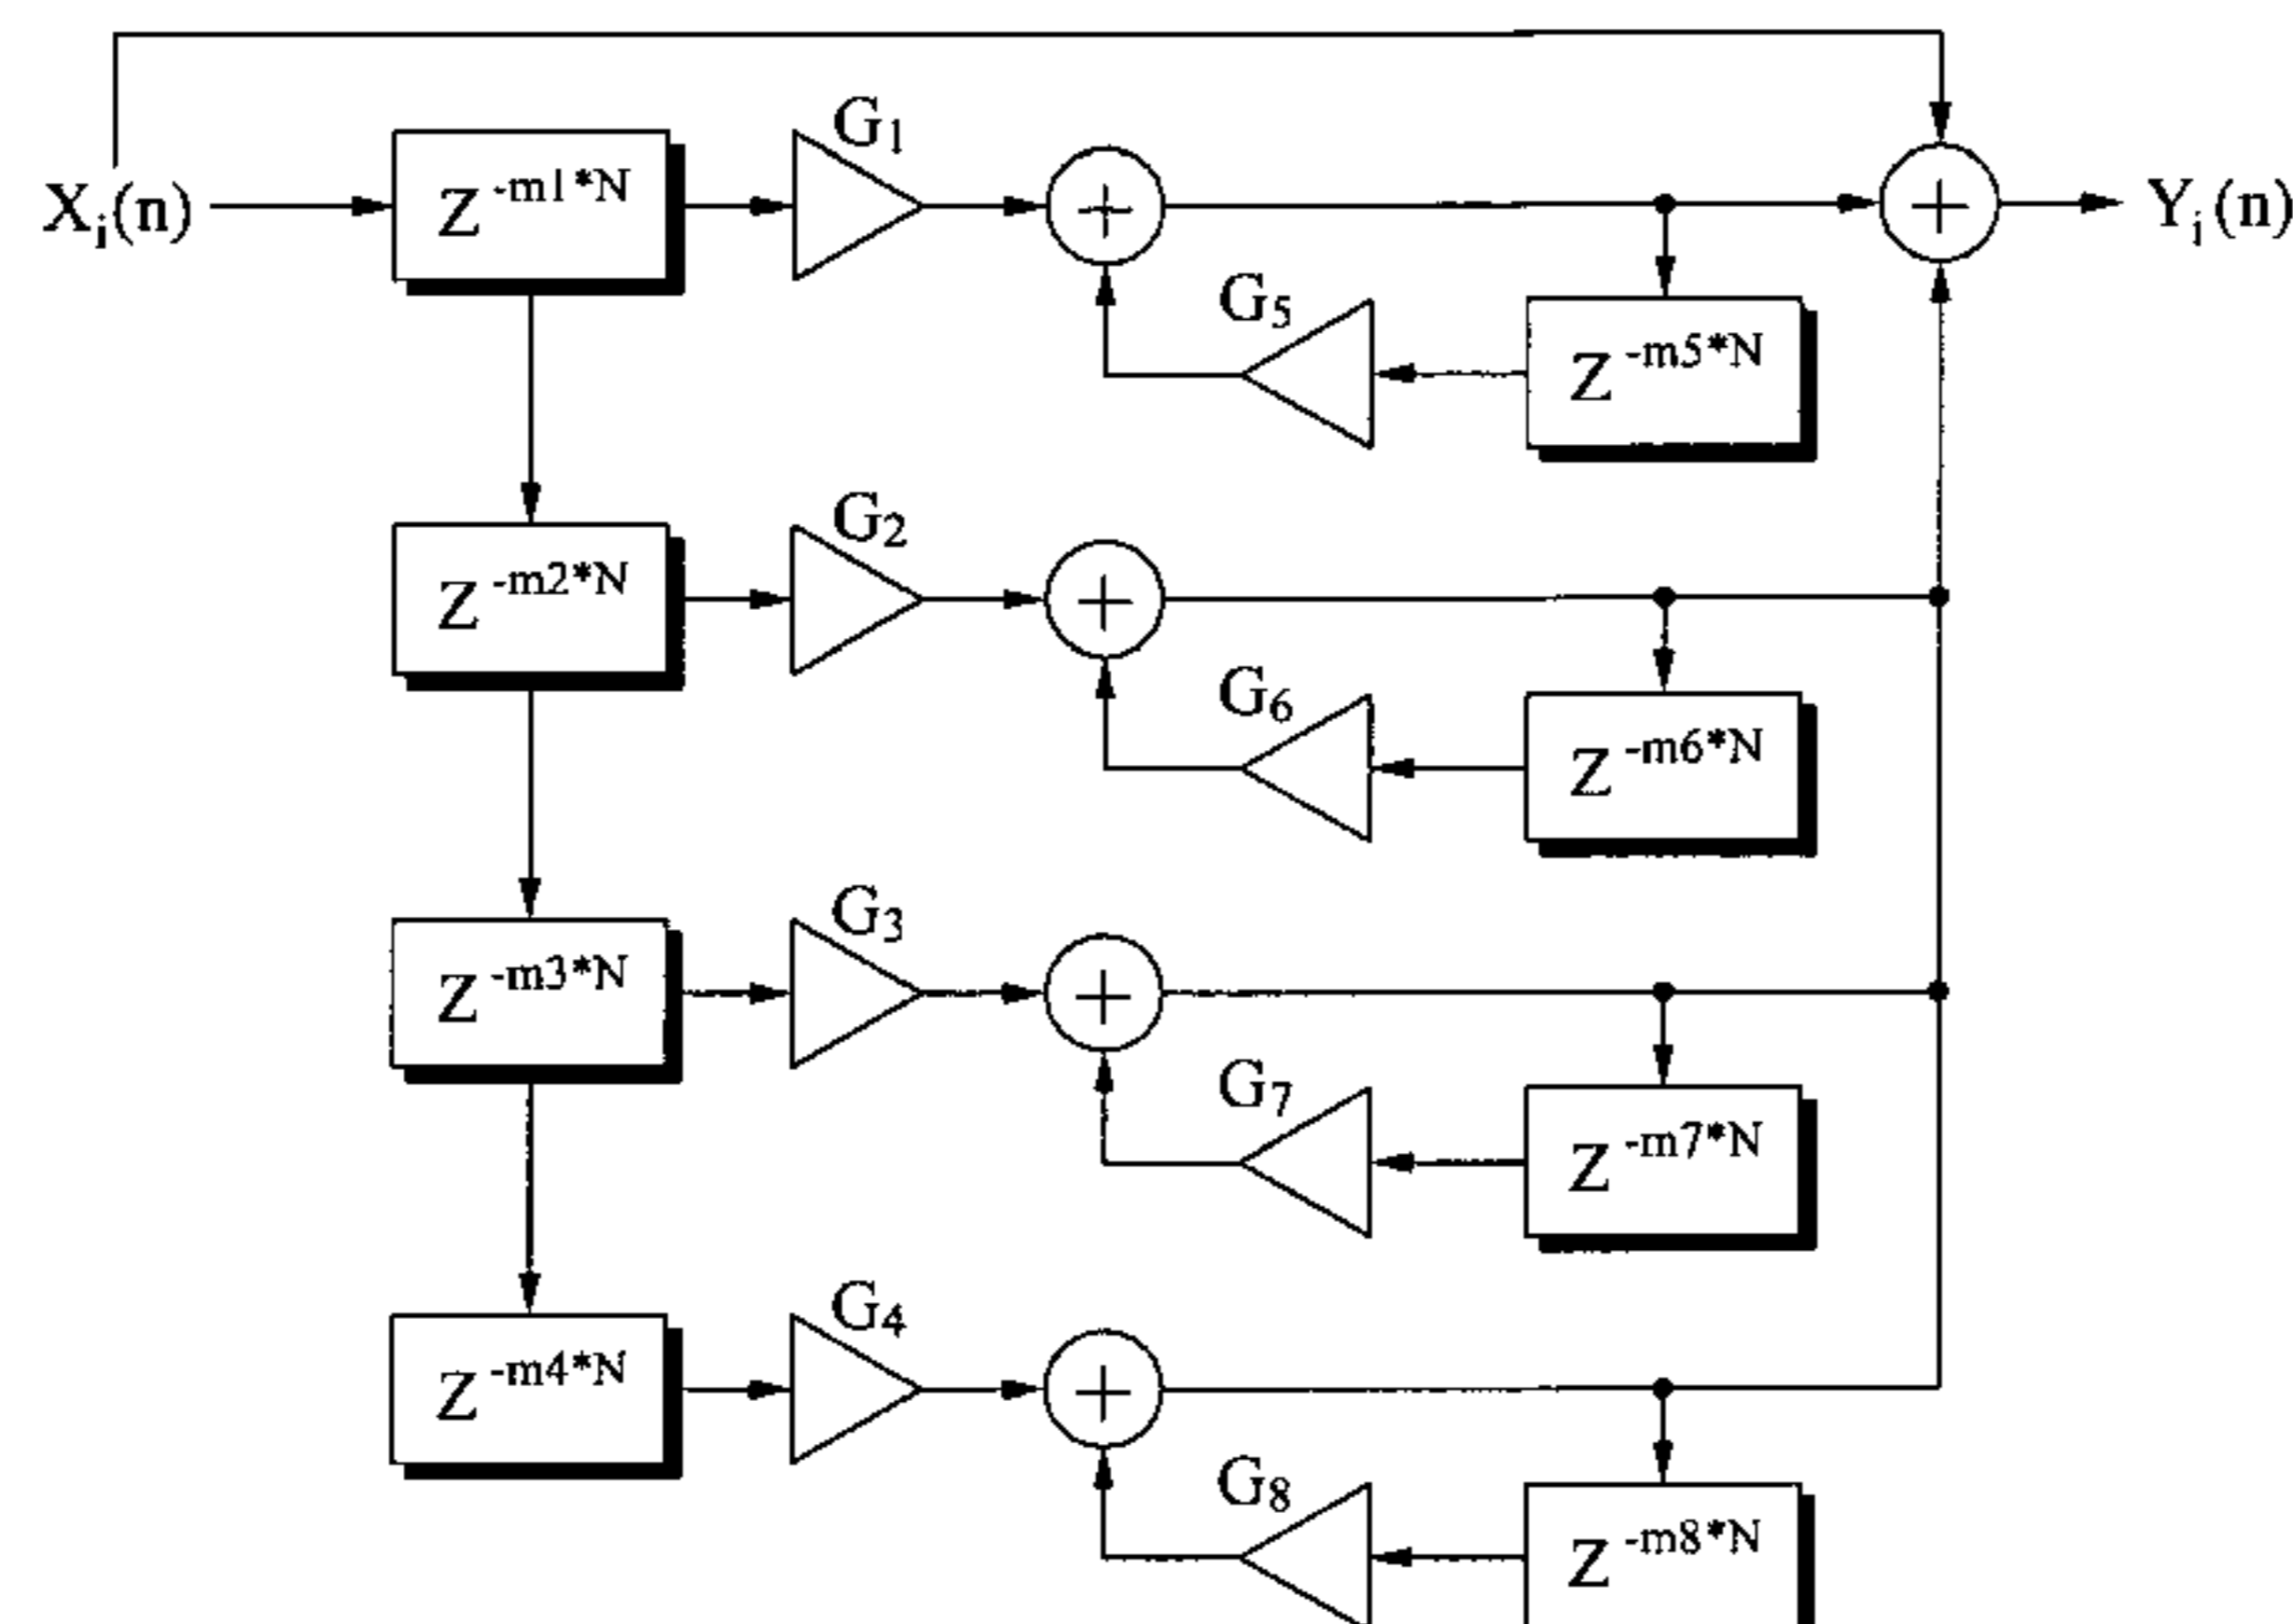 G₁
Xᵢ(n)
Z^-m1*N
Yᵢ(n)
G₅
Z^-m5*N
G₂
Z^-m2*N
G₆
Z^-m6*N
G₃
Z^-m3*N
G₇
Z^-m7*N
G₄
Z^-m4*N
G₈
Z^-m8*N